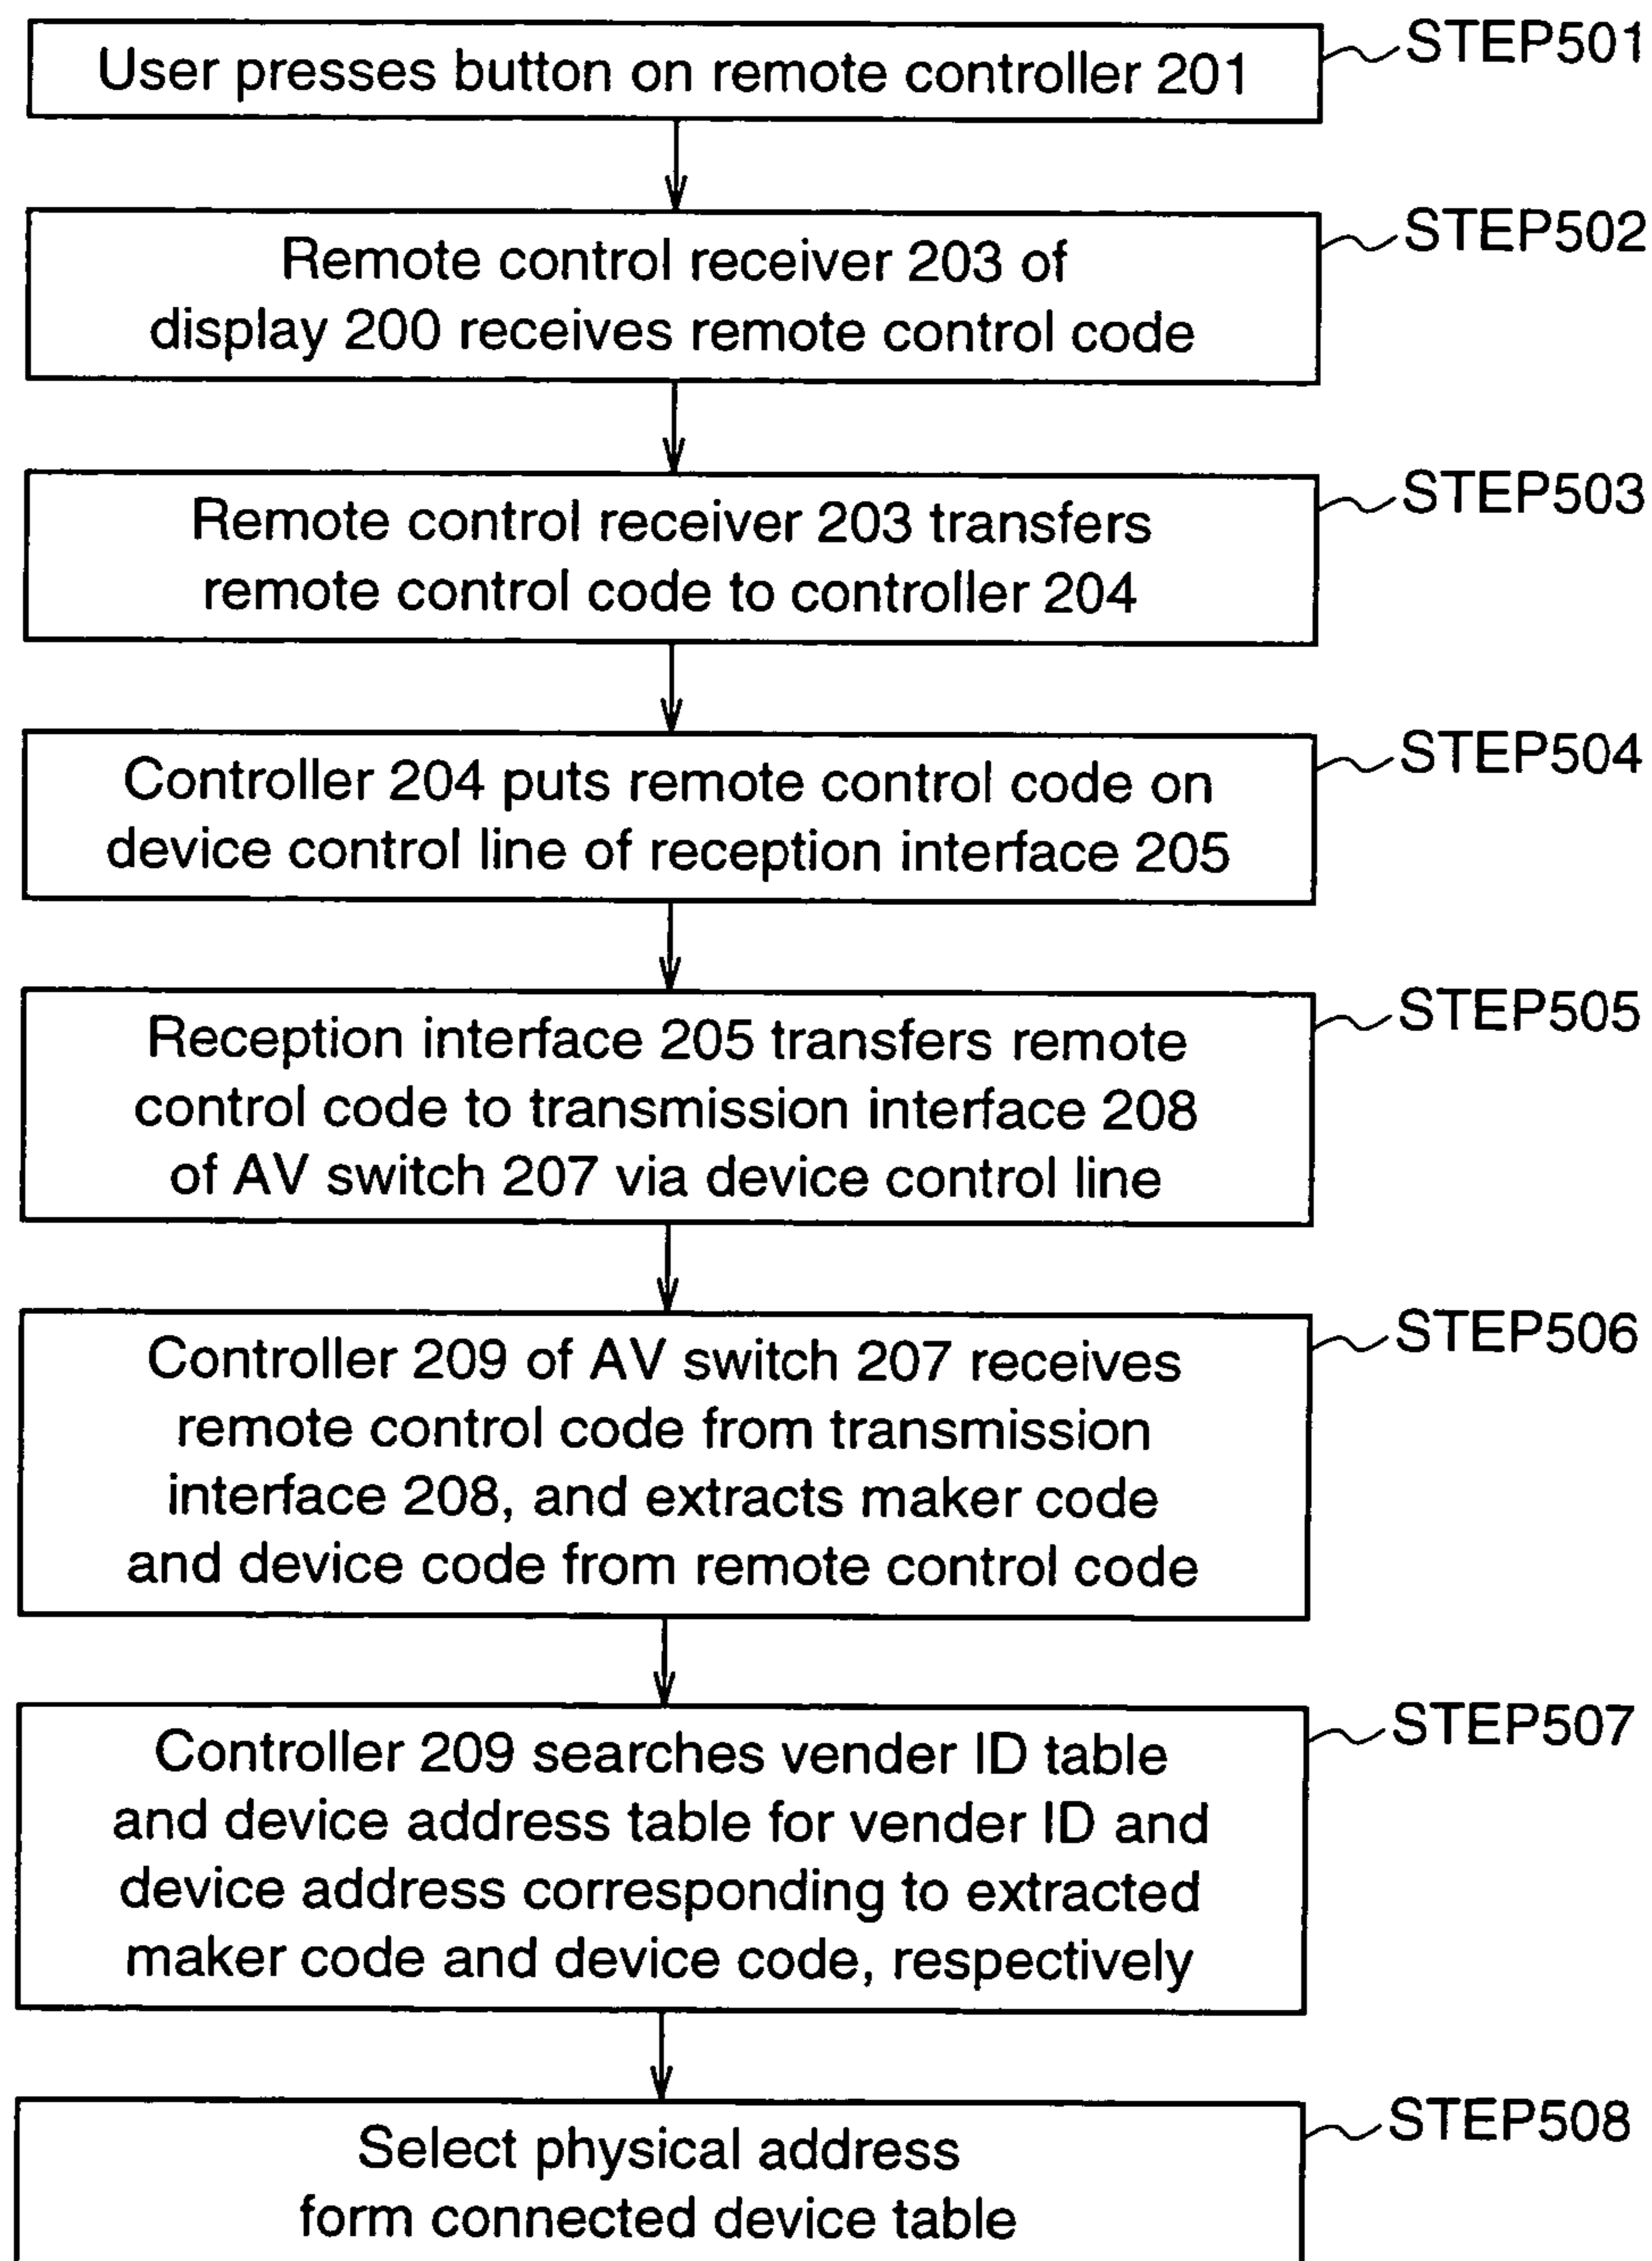 User presses button on remote controller 201
STEP501
Remote control receiver 203 of
display 200 receives remote control code
STEP502
Remote control receiver 203 transfers
remote control code to controller 204
STEP503
Controller 204 puts remote control code on
device control line of reception interface 205
STEP504
Reception interface 205 transfers remote
control code to transmission interface 208
of AV switch 207 via device control line
STEP505
Controller 209 of AV switch 207 receives
remote control code from transmission
interface 208, and extracts maker code
and device code from remote control code
STEP506
Controller 209 searches vender ID table
and device address table for vender ID and
device address corresponding to extracted
maker code and device code, respectively
STEP507
Select physical address
form connected device table
STEP508